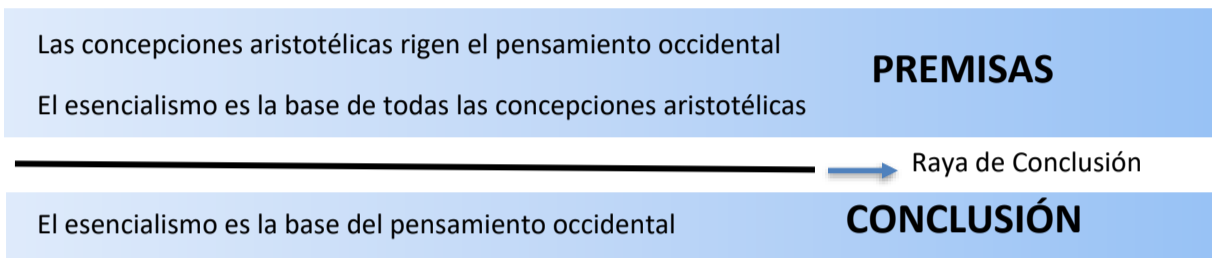 Las concepciones aristotélicas rigen el pensamiento occidental
PREMISAS
El esencialismo es la base de todas las concepciones aristotélicas
Raya de Conclusión
El esencialismo es la base del pensamiento occidental
CONCLUSIÓN